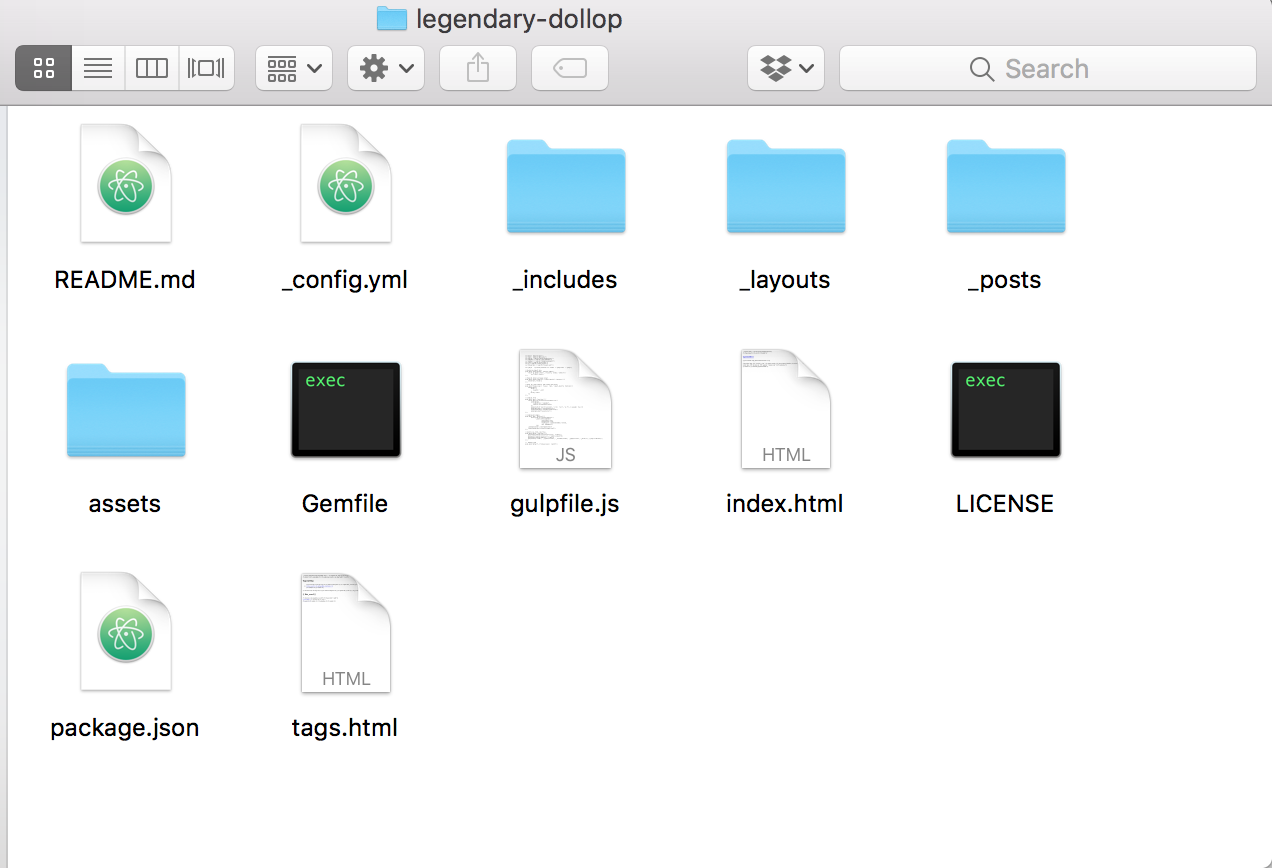 legendary-dollop
Search
README.md
_config.yml
_includes
_layouts
_posts
exec
JS
HTML
exec
assets
Gemfile
gulpfile.js
index.html
LICENSE
HTML
package.json
tags.html